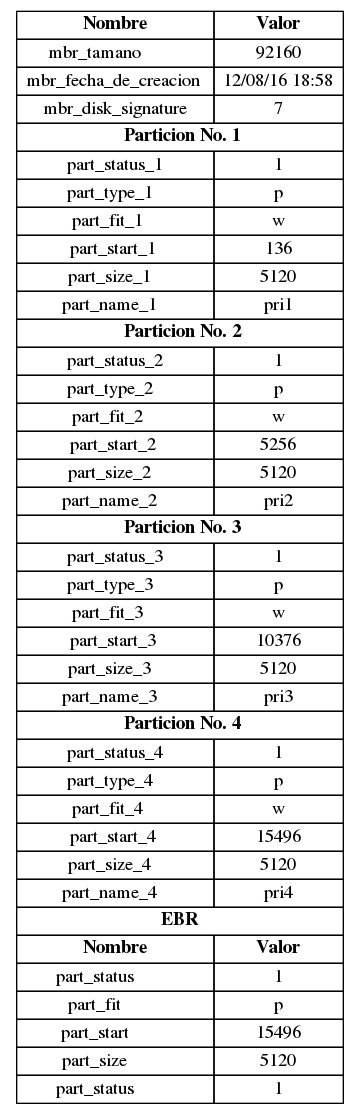 Nombre Valor
mbr_tamano 92160
mbr_fecha_de_creacion 12/08/16 18:58
mbr_disk_signature 7
Particion No. 1
part_status_1 1
part_type_1 p
part_fit_1 w
part_start_1 136
part_size_1 5120
part_name_1 pri1
Particion No. 2
part_status_2 1
part_type_2 p
part_fit_2 w
part_start_2 5256
part_size_2 5120
part_name_2 pri2
Particion No. 3
part_status_3 1
part_type_3 p
part_fit_3 w
part_start_3 10376
part_size_3 5120
part_name_3 pri3
Particion No. 4
part_status_4 1
part_type_4 p
part_fit_4 w
part_start_4 15496
part_size_4 5120
part_name_4 pri4
EBR
Nombre Valor
part_status 1
part_fit p
part_start 15496
part_size 5120
part_status 1